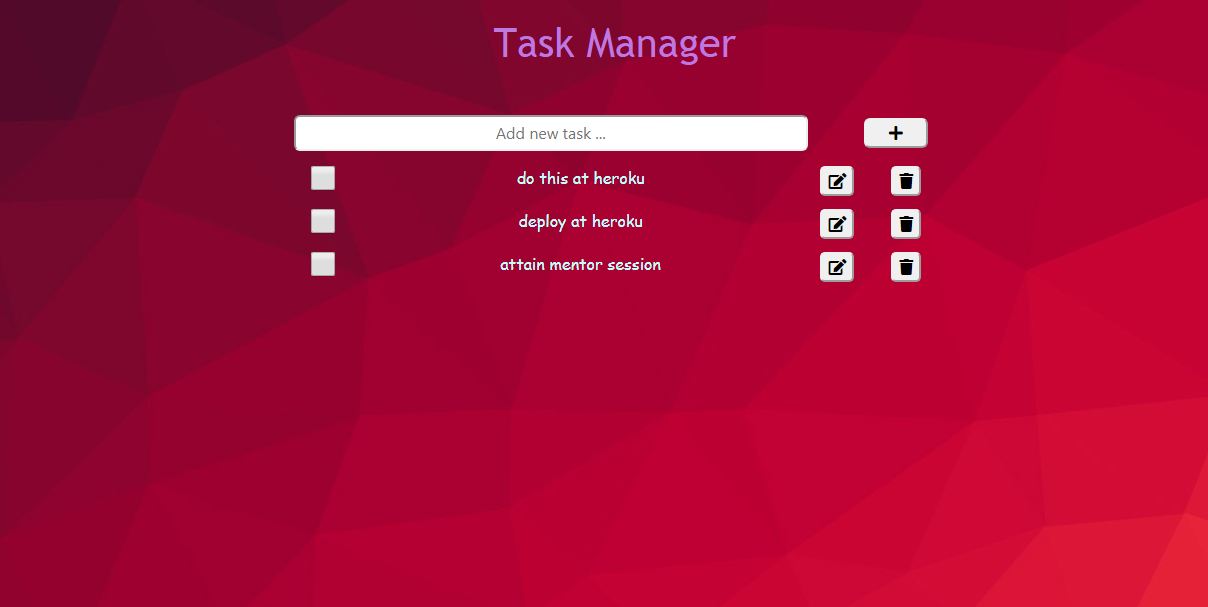 Task Manager
Add new task ...
do this at heroku
deploy at heroku
attain mentor session